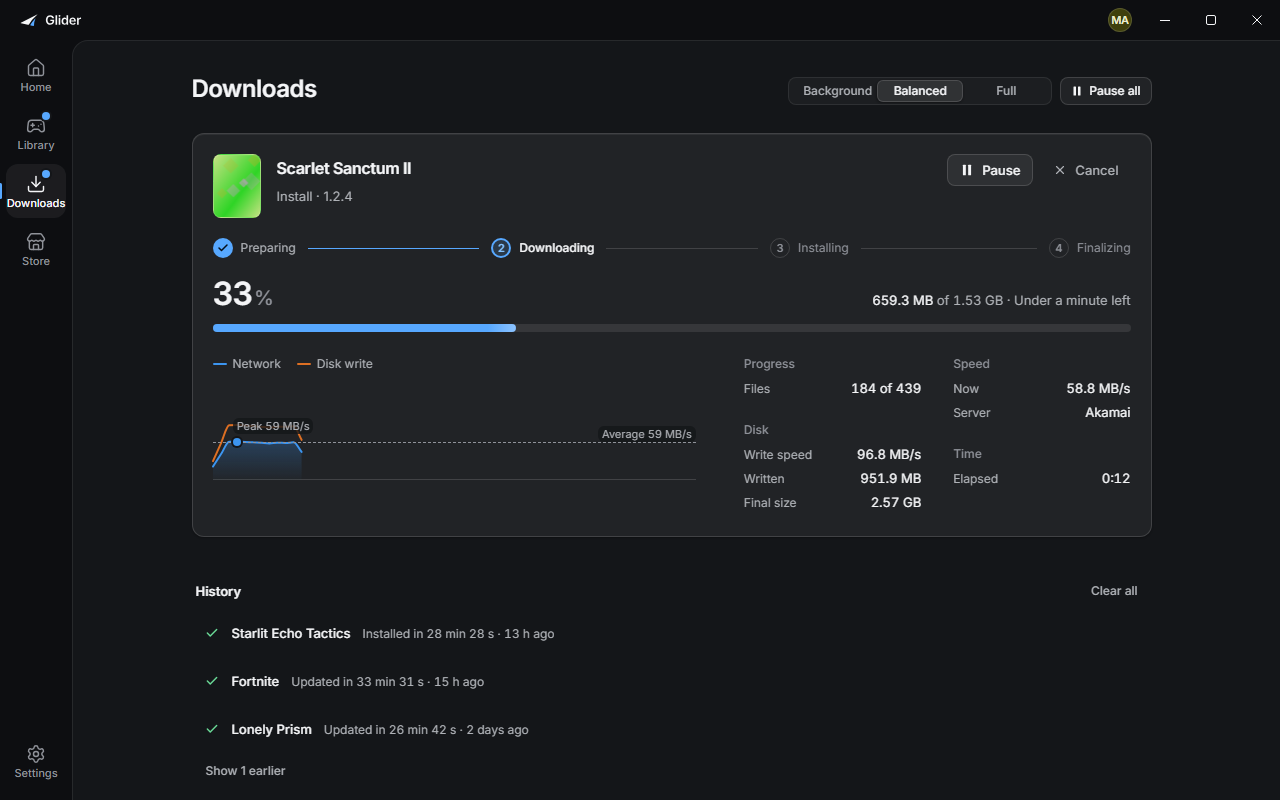 Glider
MA
Home
Library
Downloads
Store
Settings
Downloads
Background Balanced Full
Pause all
Scarlet Sanctum II
Install · 1.2.4
Pause
Cancel
Preparing
2 Downloading
3 Installing
4 Finalizing
33%
659.3 MB of 1.53 GB · Under a minute left
Network Disk write
Peak 59 MB/s
Average 59 MB/s
Progress
Files 184 of 439
Disk
Write speed 96.8 MB/s
Written 951.9 MB
Final size 2.57 GB
Speed
Now 58.8 MB/s
Server Akamai
Time
Elapsed 0:12
History
Clear all
Starlit Echo Tactics Installed in 28 min 28 s · 13 h ago
Fortnite Updated in 33 min 31 s · 15 h ago
Lonely Prism Updated in 26 min 42 s · 2 days ago
Show 1 earlier